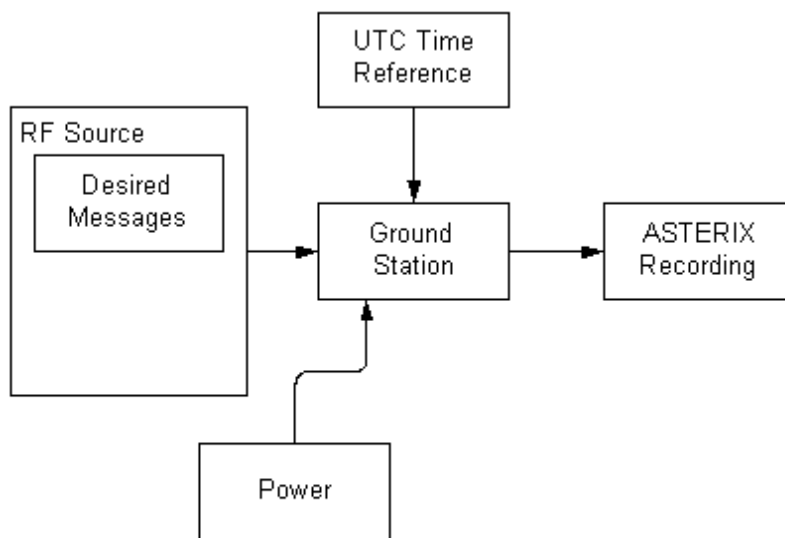 UTC Time
Reference
RF Source
Desired
Messages
Ground
Station
ASTERIX
Recording
Power